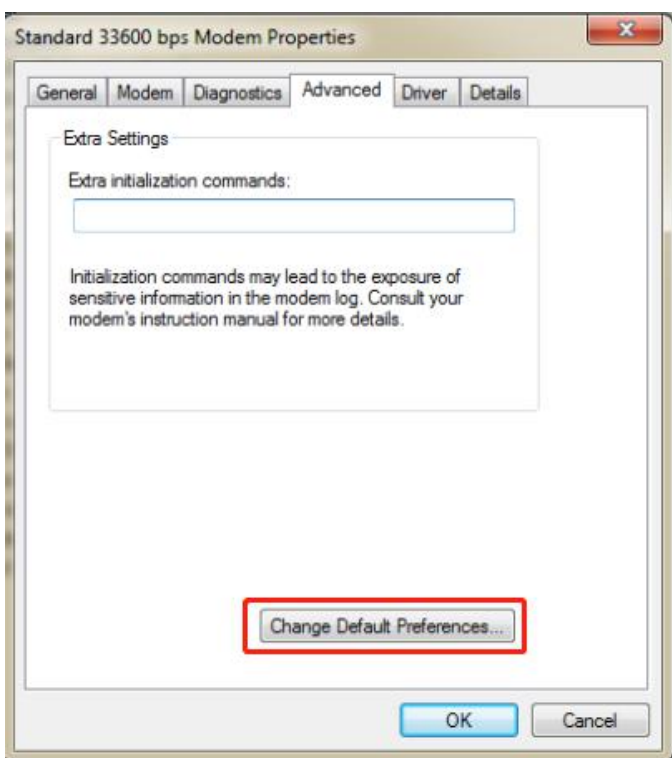 Standard 33600 bps Modem Properties
General Modem Diagnostics Advanced Driver Details
Extra Settings
Extra initialization commands:
Initialization commands may lead to the exposure of
sensitive information in the modem log. Consult your
modem's instruction manual for more details.
Change Default Preferences...
OK Cancel